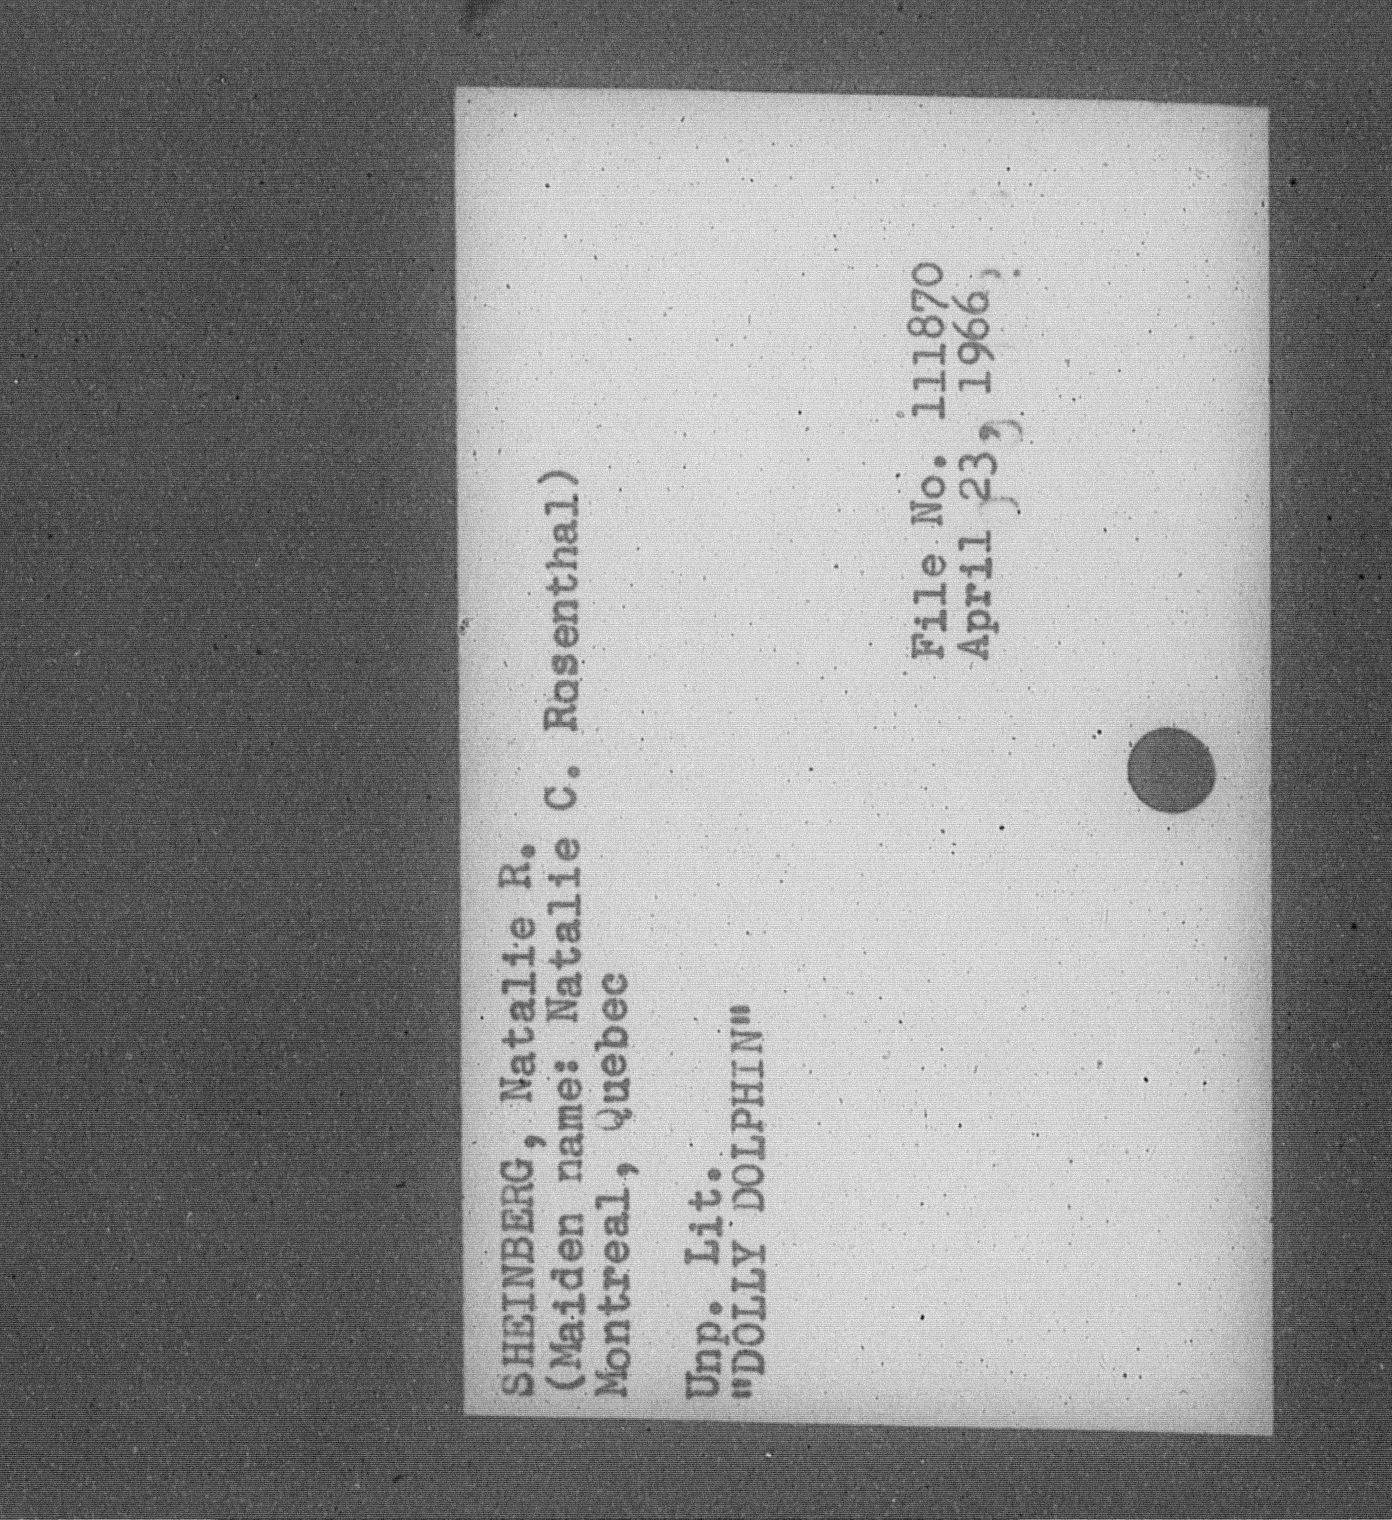 SHEINBERG, Natalie R.
(Maiden name: Natalie C. Rosenthal)
Montreal, Quebec
Unp. Lit.
"DOLLY DOLPHIN"
File No. 111870
April 23, 1966,